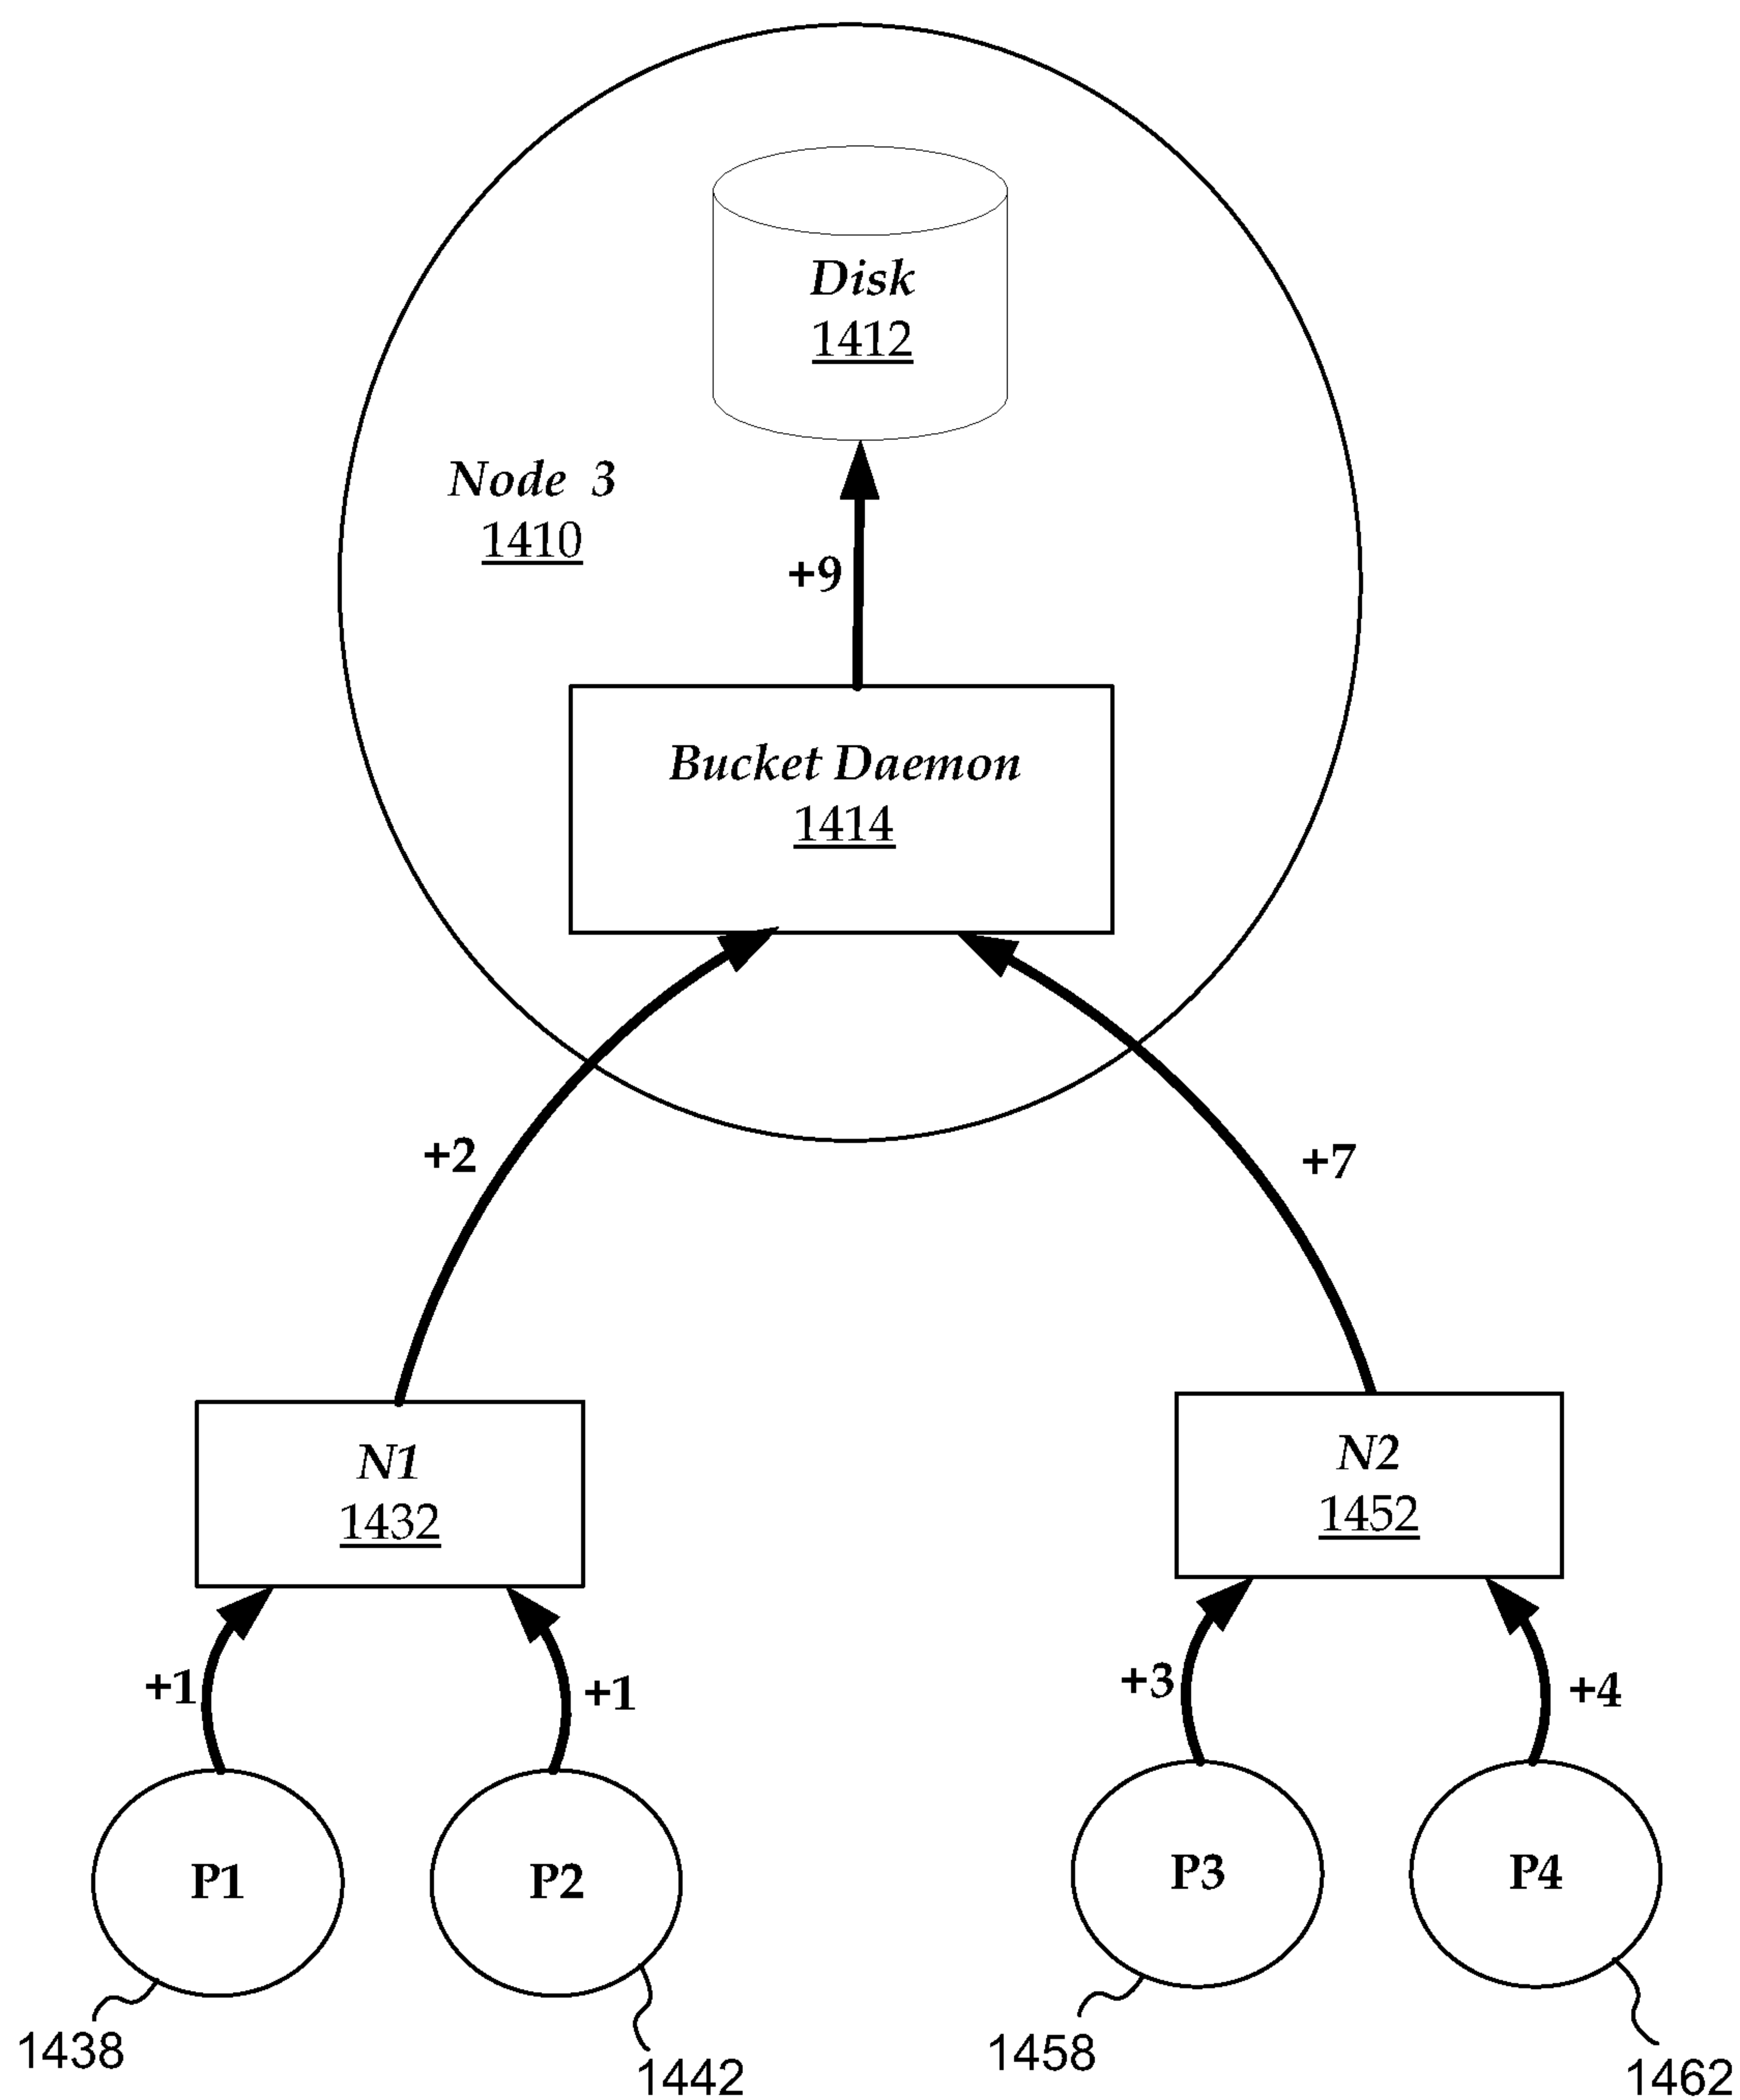 Disk
1412
Node 3
1410
+9
Bucket Daemon
1414
+2
+7
N1
1432
N2
1452
+1
+1
+3
+4
P1
P2
P3
P4
1438
1442
1458
1462